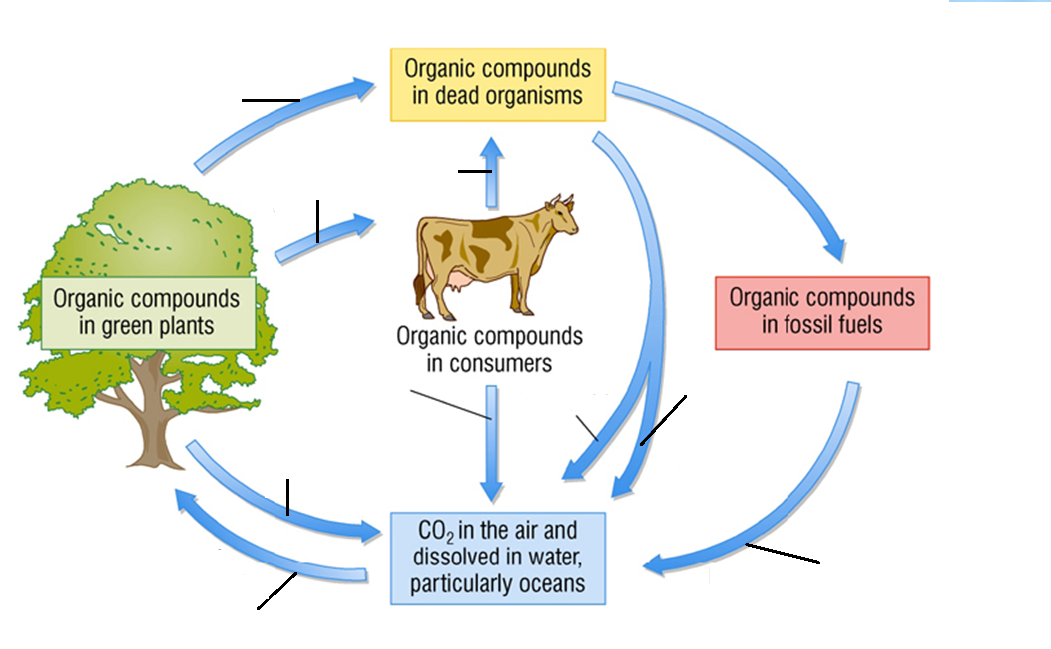 Organic compounds
in dead organisms
Organic compounds
in green plants
Organic compounds
in consumers
Organic compounds
in fossil fuels
CO₂ in the air and
dissolved in water,
particularly oceans